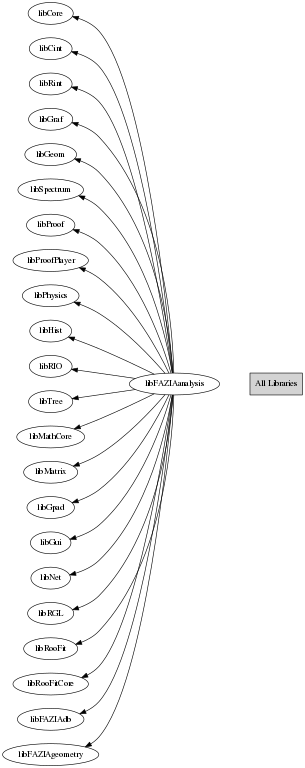 libCore
libCint
libRint
libGraf
libGeom
libSpectrum
libProof
libProofPlayer
libPhysics
libHist
libRIO
libFAZIAanalysis
All Libraries
libTree
libMathCore
libMatrix
libGpad
libGui
libNet
libRGL
libRooFit
libRooFitCore
libFAZIAdb
libFAZIAgeometry